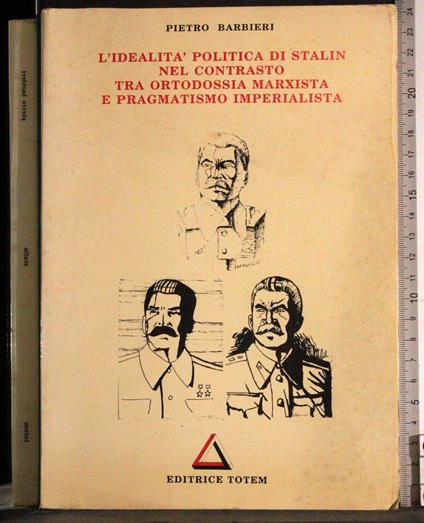 PIETRO BARBIERI
L'IDEALITA' POLITICA DI STALIN
NEL CONTRASTO
TRA ORTODOSSIA MARXISTA
E PRAGMATISMO IMPERIALISTA
EDITRICE TOTEM